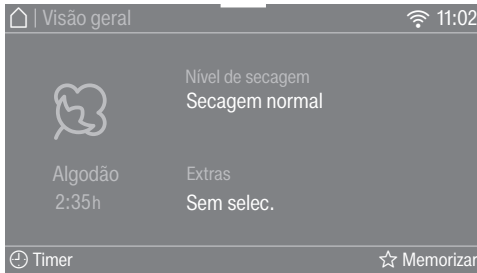 | Visão geral 11:02
Nível de secagem
Secagem normal
Algodão
2:35h
Extras
Sem selec.
Timer
Memorizar